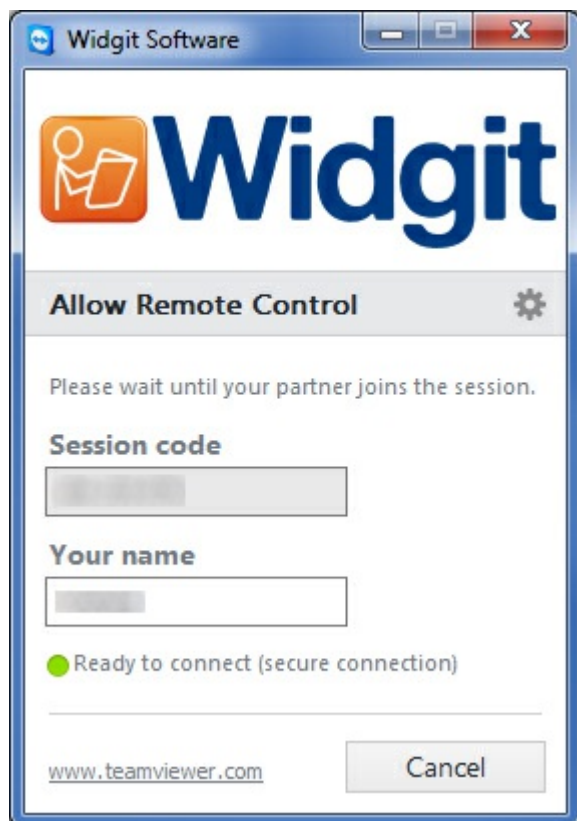 Widgit Software
Widgit
Allow Remote Control
Please wait until your partner joins the session.
Session code
Your name
Ready to connect (secure connection)
www.teamviewer.com
Cancel